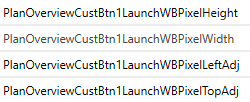 PlanOverviewCustBtn1LaunchWBPixelHeight
PlanOverviewCustBtn1LaunchWBPixelWidth
PlanOverviewCustBtn1LaunchWBPixelLeftAdj
PlanOverviewCustBtn1LaunchWBPixelTopAdj